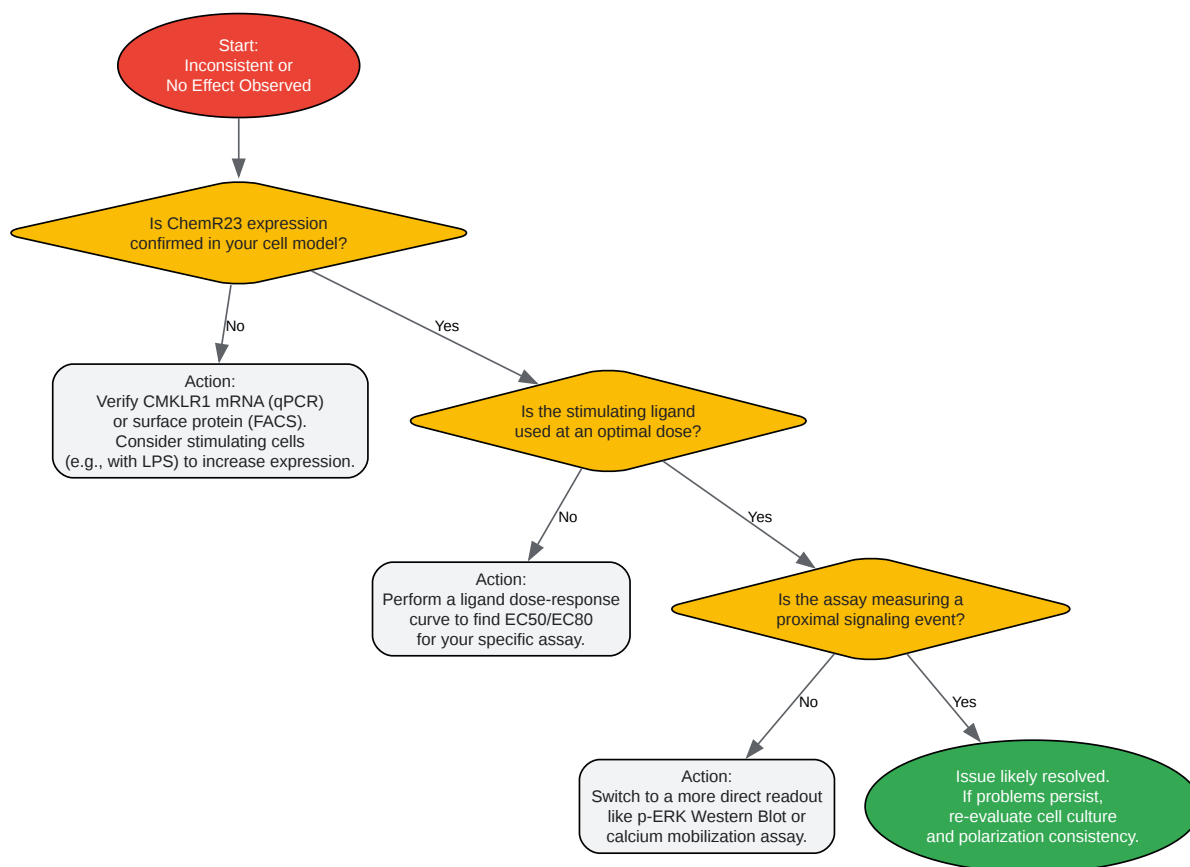 Start:
Inconsistent or
No Effect Observed
Is ChemR23 expression
confirmed in your cell model?
No
Yes
Action:
Verify CMKLR1 mRNA (qPCR)
or surface protein (FACS).
Consider stimulating cells
(e.g., with LPS) to increase expression.
Is the stimulating ligand
used at an optimal dose?
No
Yes
Action:
Perform a ligand dose-response
curve to find EC50/EC80
for your specific assay.
Is the assay measuring a
proximal signaling event?
No
Yes
Action:
Switch to a more direct readout
like p-ERK Western Blot or
calcium mobilization assay.
Issue likely resolved.
If problems persist,
re-evaluate cell culture
and polarization consistency.